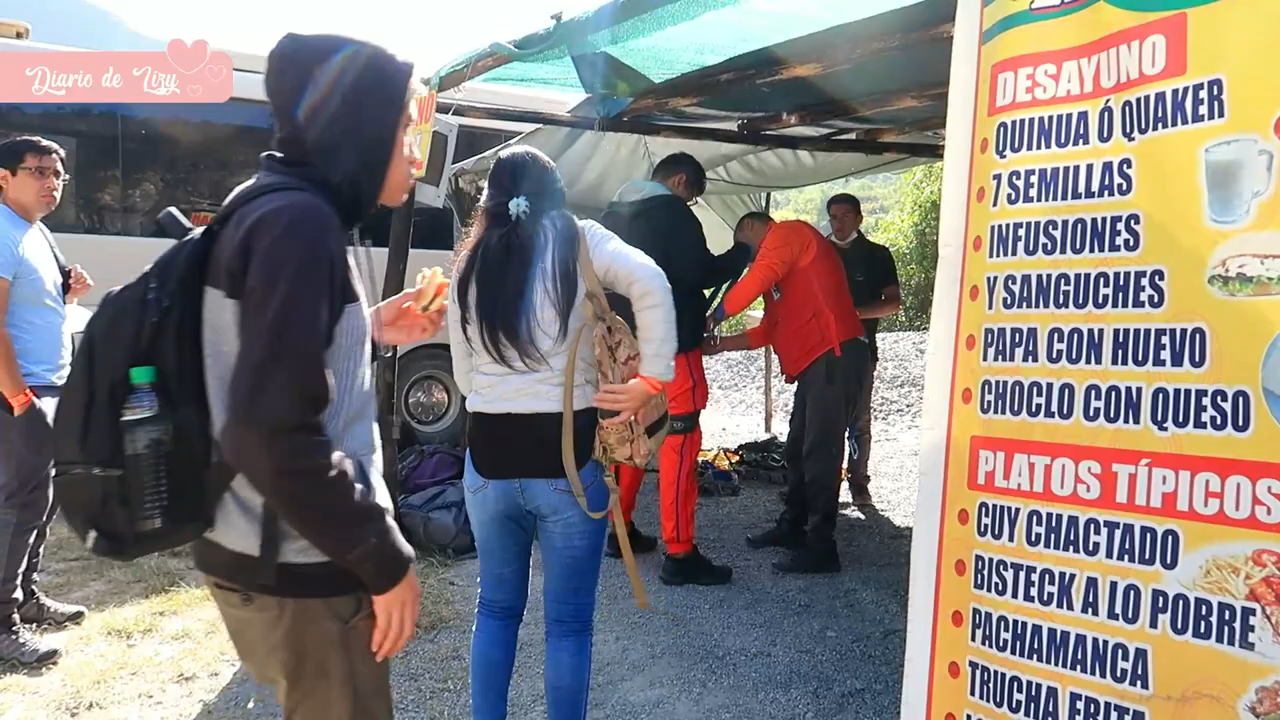 Diario de Lizy
DESAYUNO
QUINUA Ó QUAKER
7 SEMILLAS
INFUSIONES
Y SANGUCHES
PAPA CON HUEVO
CHOCLO CON QUESO
PLATOS TÍPICOS
CUY CHACTADO
BISTECK A LO POBRE
PACHAMANCA
TRUCHA FRITA